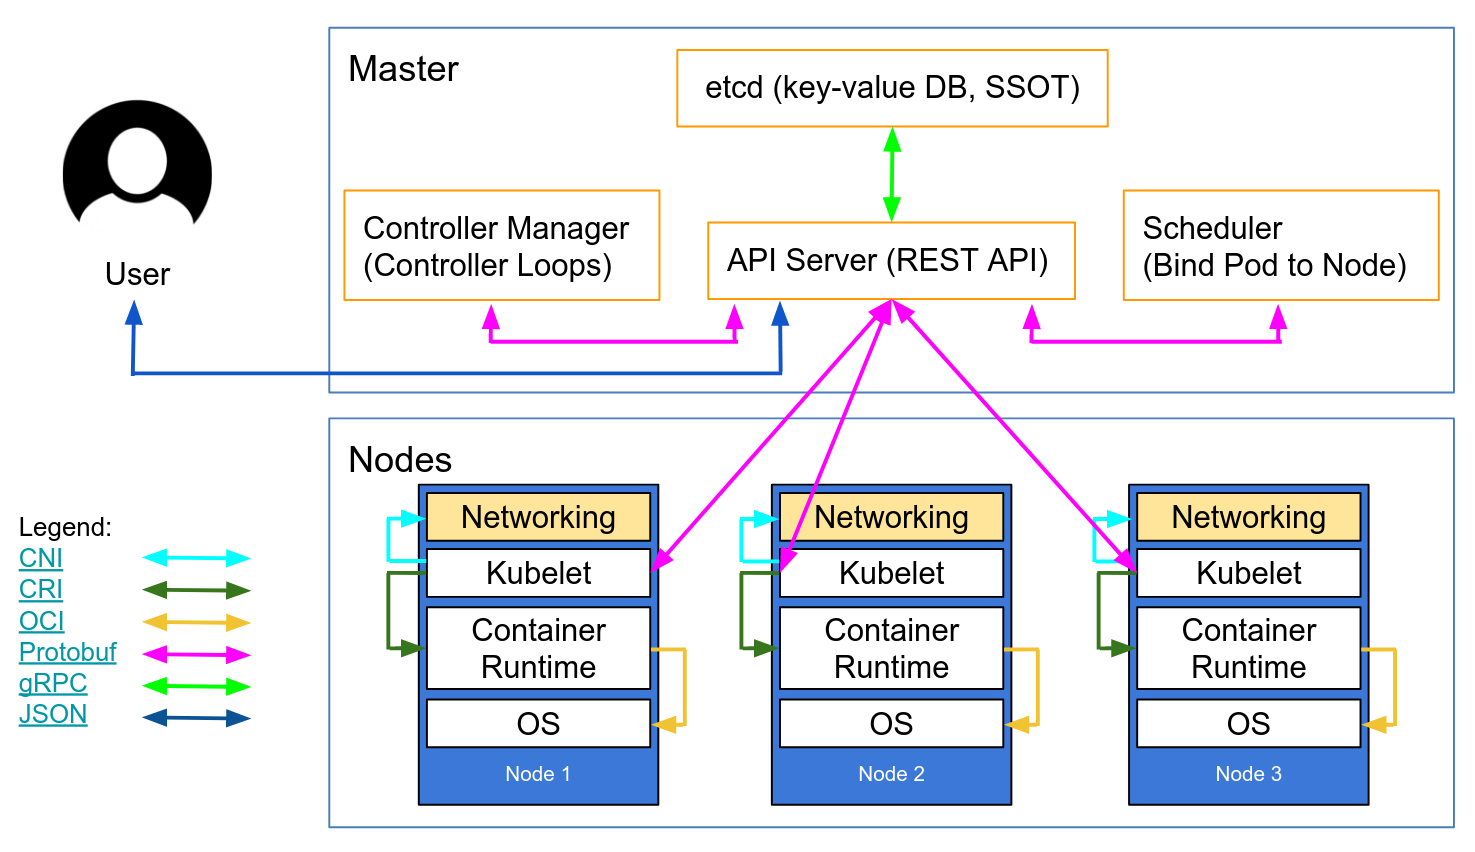 Master
etcd (key-value DB, SSOT)
Controller Manager
(Controller Loops)
API Server (REST API)
Scheduler
(Bind Pod to Node)
User
Nodes
Networking
Kubelet
Container
Runtime
OS
Node 1
Networking
Kubelet
Container
Runtime
OS
Node 2
Networking
Kubelet
Container
Runtime
OS
Node 3
Legend:
CNI
CRI
OCI
Protobuf
gRPC
JSON